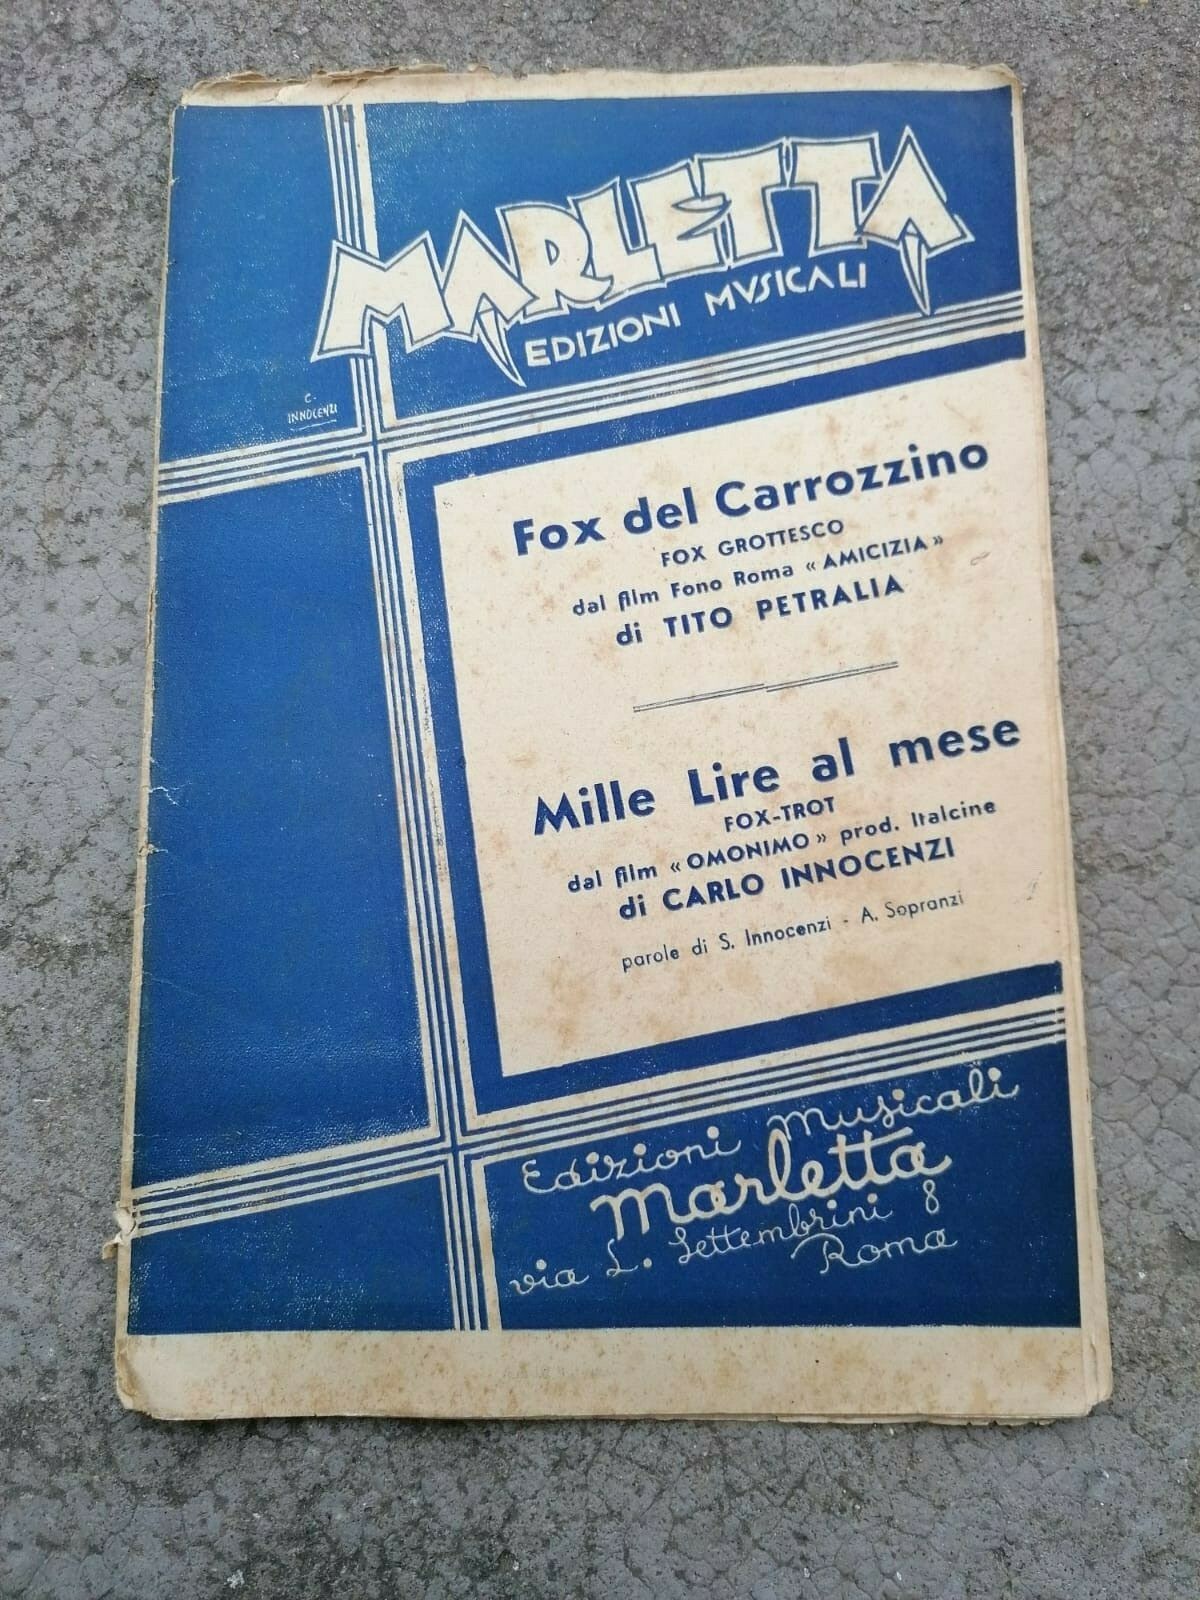 MARLETTA
EDIZIONI MVSICALI
C.
INNOCENZI
Fox del Carrozzino
FOX GROTTESCO
dal film Fono Roma « AMICIZIA »
di TITO PETRALIA
Mille Lire al mese
FOX-TROT
dal film « OMONIMO » prod. Italcine
di CARLO INNOCENZI
parole di S. Innocenzi - A. Sopranzi
Edizioni Musicali
Marletta
via L. Settembrini 8
Roma